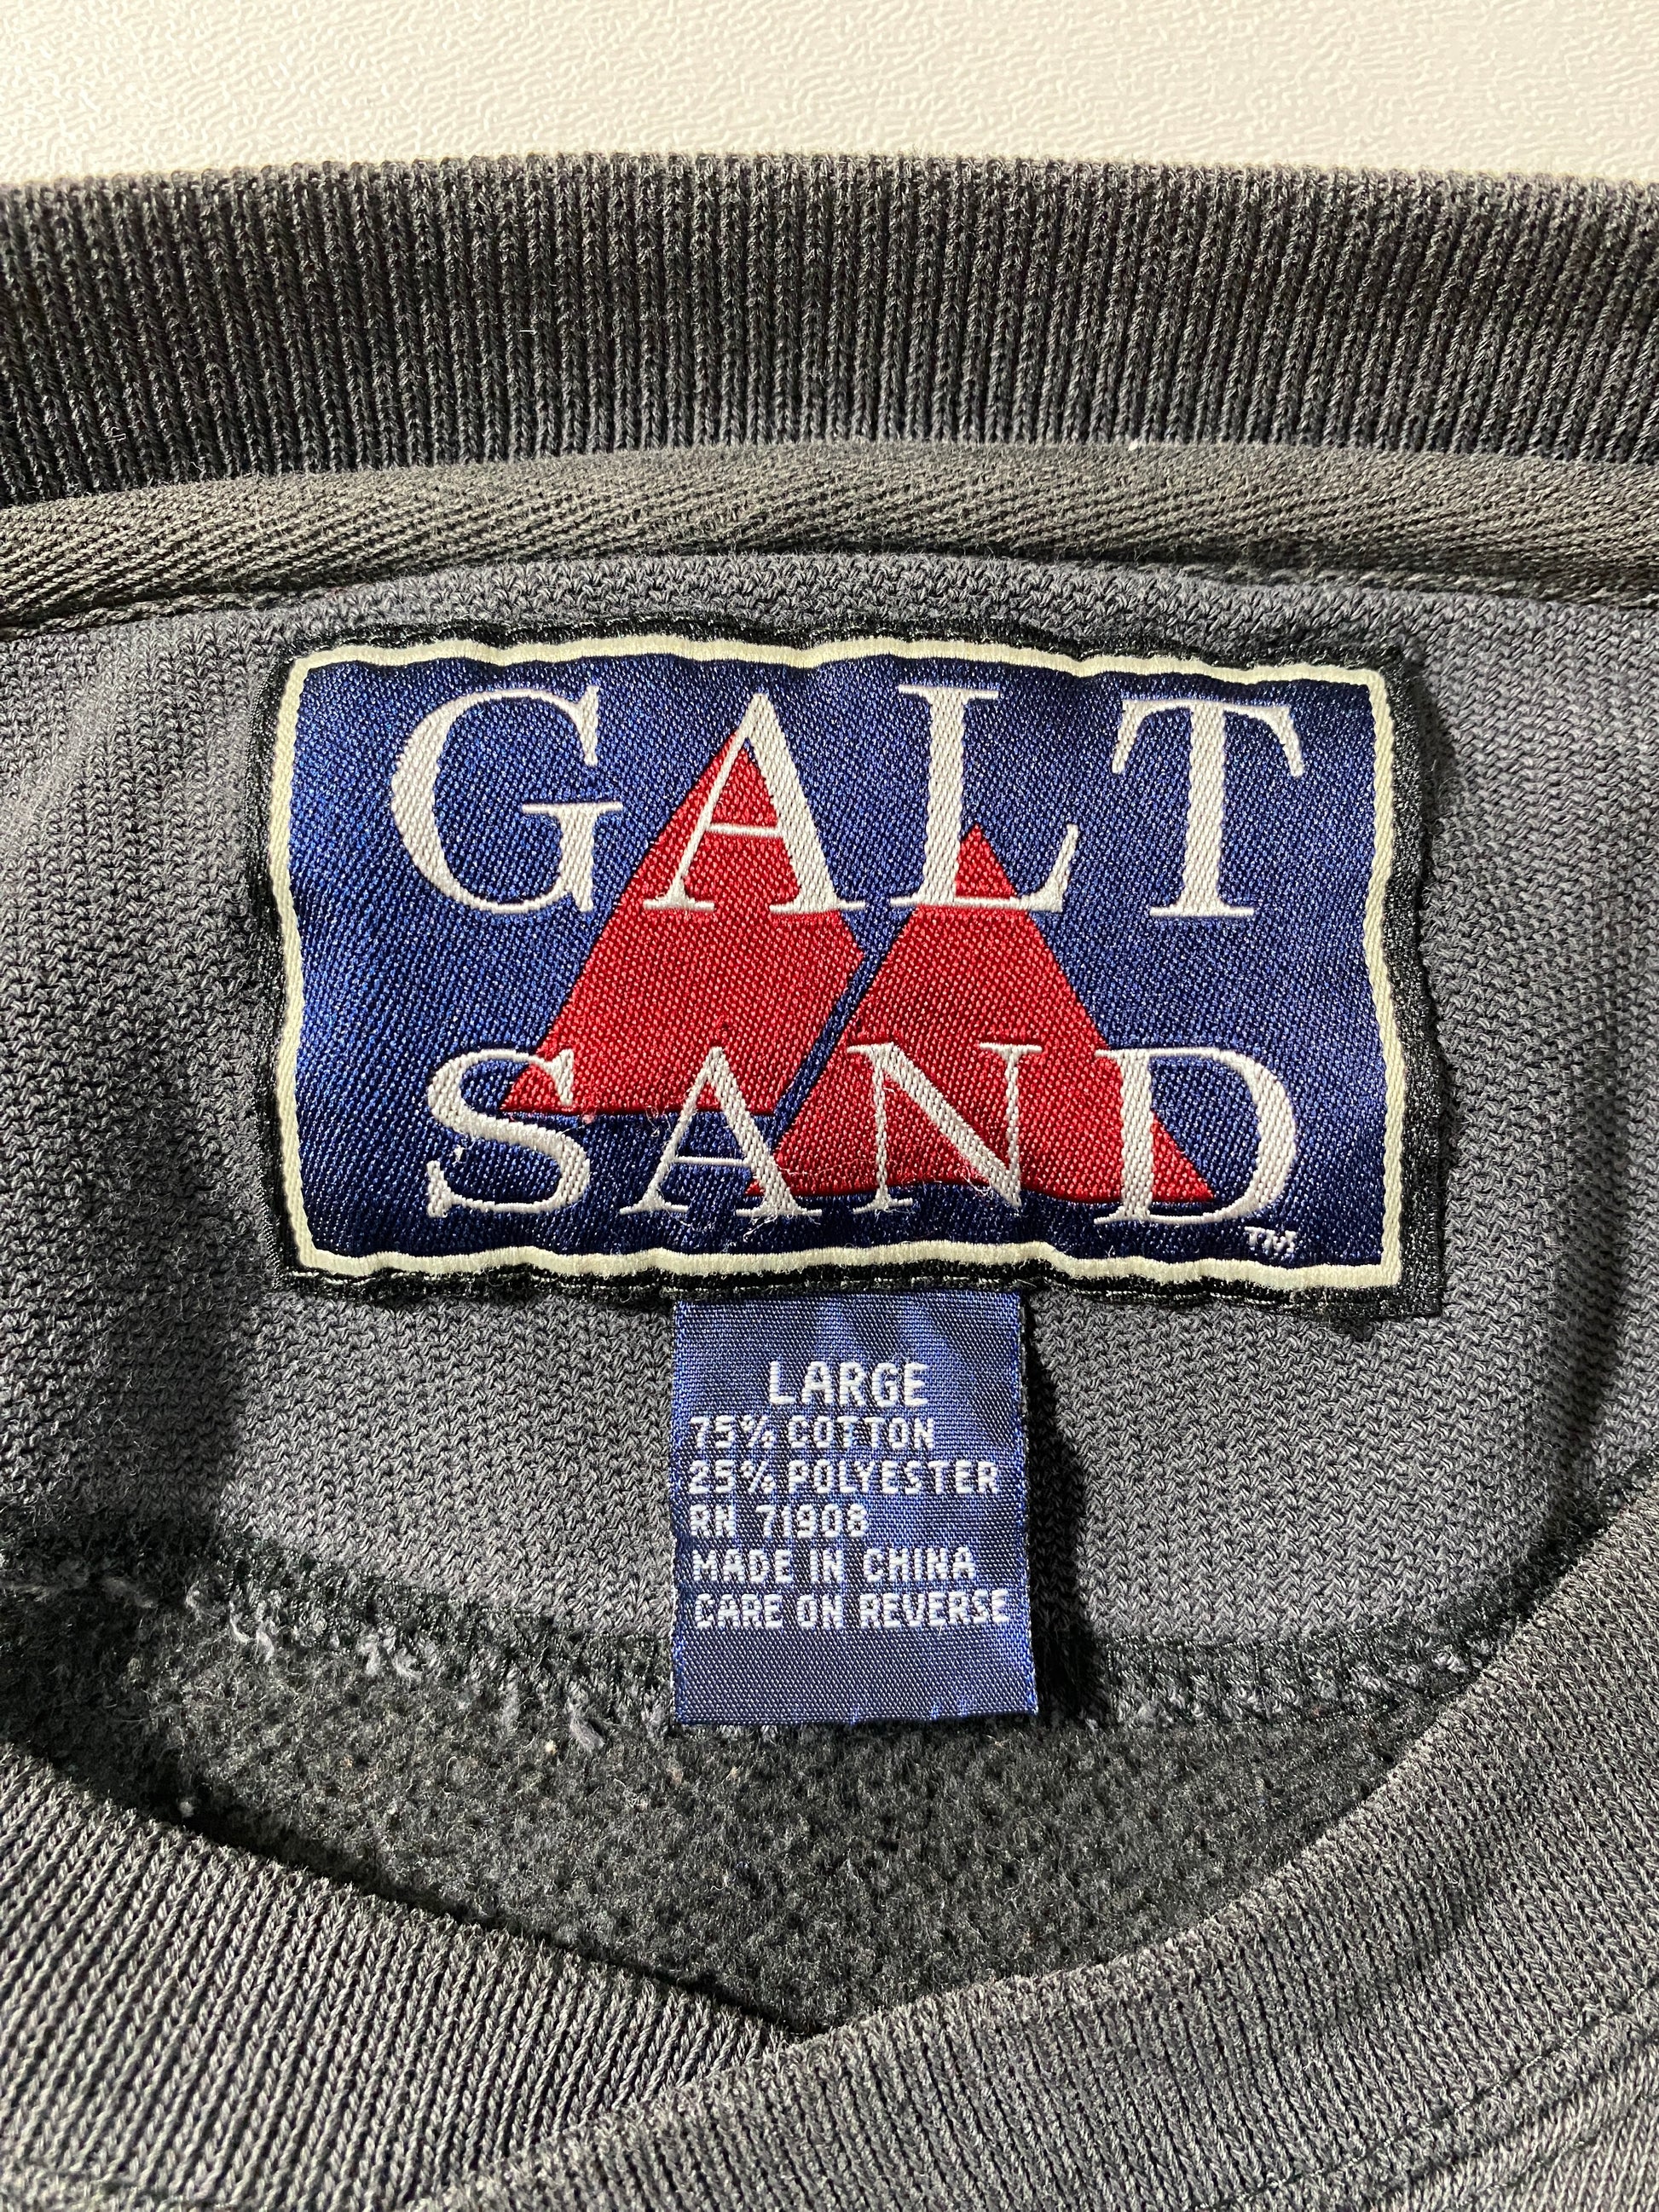 GALT
SAND
TM
LARGE
75% COTTON
25% POLYESTER
RN 71908
MADE IN CHINA
CARE ON REVERSE